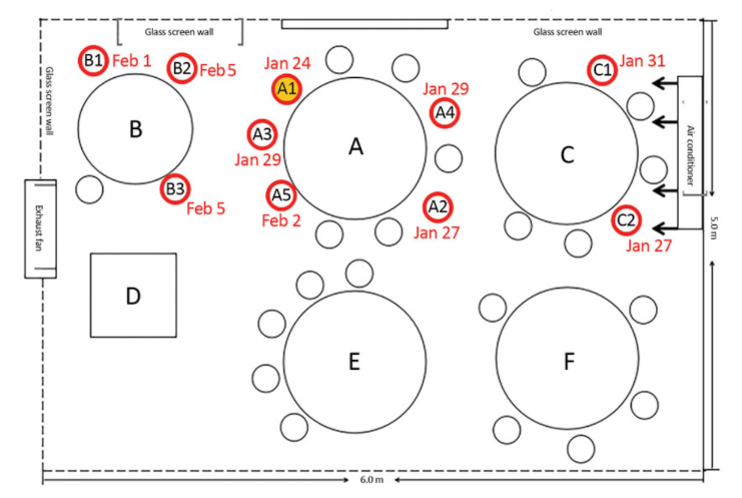 Glass screen wall
Glass screen wall
B1
Feb 1
B2
Feb 5
Jan 24
A1
C1
Jan 31
Glass screen wall
Jan 29
A4
B
A3
Jan 29
A
C
Air conditioner
B3
Feb 5
A5
Feb 2
A2
Jan 27
C2
Jan 27
Exhaust fan
5.0 m
D
E
F
6.0 m